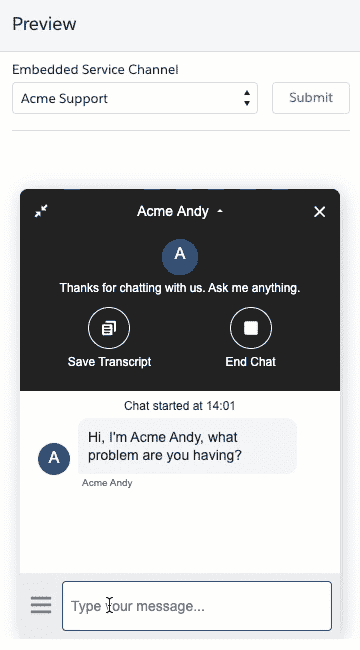 Preview
Embedded Service Channel
Acme Support
Submit
Acme Andy
A
Thanks for chatting with us. Ask me anything.
Save Transcript
End Chat
Chat started at 14:01
Hi, I'm Acme Andy, what
problem are you having?
A
Acme Andy
Type your message...